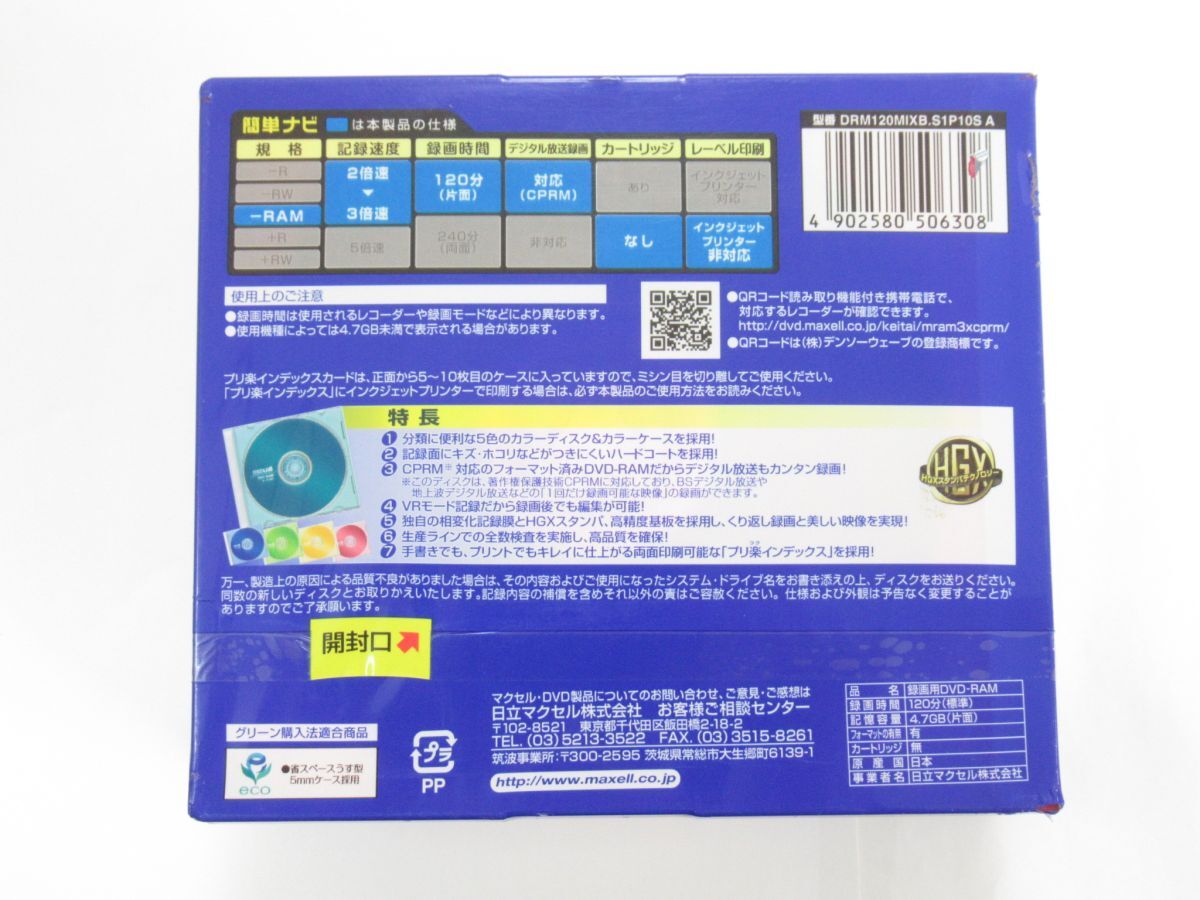 簡単ナビ は本製品の仕様
規格 記録速度 録画時間 デジタル放送録画 カートリッジ レーベル印刷
-R 2倍速 120分(片面) 対応(CPRM) あり インクジェットプリンター対応
-RW
-RAM 3倍速
+R 5倍速 240分(両面) 非対応 なし インクジェットプリンター非対応
+RW
型番 DRM120MIXB.S1P10S A
4 902580 506308
使用上のご注意
●録画時間は使用されるレコーダーや録画モードなどにより異なります。
●使用機種によっては4.7GB未満で表示される場合があります。
●QRコード読み取り機能付き携帯電話で、
対応するレコーダーが確認できます。
http://dvd.maxell.co.jp/keitai/mram3xcprm/
●QRコードは(株)デンソーウェーブの登録商標です。
プリ楽インデックスカードは、正面から5〜10枚目のケースに入っていますので、ミシン目を切り離してご使用ください。
「プリ楽インデックス」にインクジェットプリンターで印刷する場合は、必ず本製品のご使用方法をお読みください。
特長
1 分類に便利な5色のカラーディスク&カラーケースを採用!
2 記録面にキズ・ホコリなどがつきにくいハードコートを採用!
3 CPRM※対応のフォーマット済みDVD-RAMだからデジタル放送もカンタン録画!
※このディスクは、著作権保護技術CPRMに対応しており、BSデジタル放送や
地上波デジタル放送などの「1回だけ録画可能な映像」の録画ができます。
4 VRモード記録だから録画後でも編集が可能!
5 独自の相変化記録膜とHGXスタンパ、高精度基板を採用し、くり返し録画と美しい映像を実現!
6 生産ラインでの全数検査を実施し、高品質を確保!
7 手書きでも、プリントでもキレイに仕上がる両面印刷可能な「プリ楽インデックス」を採用!
HGX
HGXスタンパテクノロジー
万一、製造上の原因による品質不良がありました場合は、その内容およびご使用になったシステム・ドライブ名をお書き添えの上、ディスクをお送りください。
同数の新しいディスクとお取りかえいたします。記録内容の補償を含めそれ以外の責はご容赦ください。仕様および外観は予告なく変更することが
ありますのでご了承願います。
開封口
グリーン購入法適合商品
eco
●省スペースうす型
5mmケース採用
プラ
PP
マクセル・DVD製品についてのお問い合わせ、ご意見・ご感想は
日立マクセル株式会社 お客様ご相談センター
〒102-8521 東京都千代田区飯田橋2-18-2
TEL. (03) 5213-3522 FAX. (03) 3515-8261
筑波事業所:〒300-2595 茨城県常総市大生郷町6139-1
http://www.maxell.co.jp
品名 録画用DVD-RAM
録画時間 120分(標準)
記憶容量 4.7GB(片面)
フォーマットの有無 有
カートリッジ 無
原産国 日本
事業者名 日立マクセル株式会社